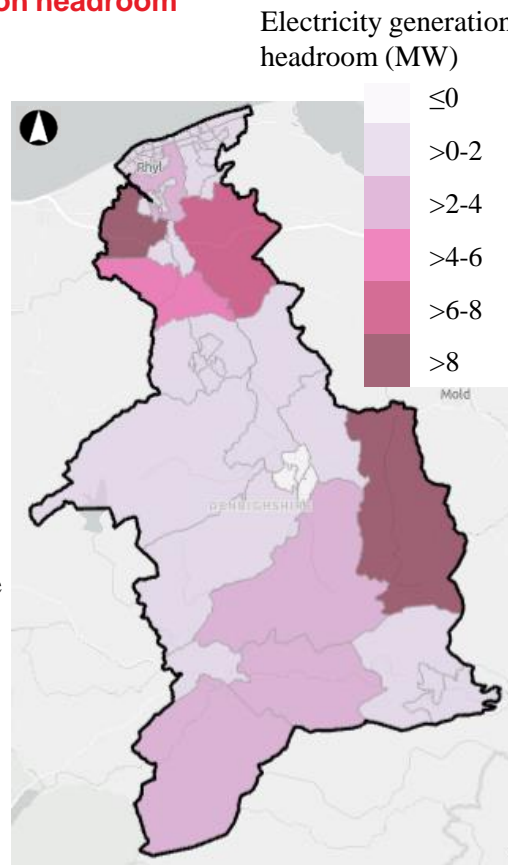 on headroom
Electricity generation
headroom (MW)
≤0
>0-2
>2-4
>4-6
>6-8
>8
Rhyl
Mold
DENBIGHSHIRE
e